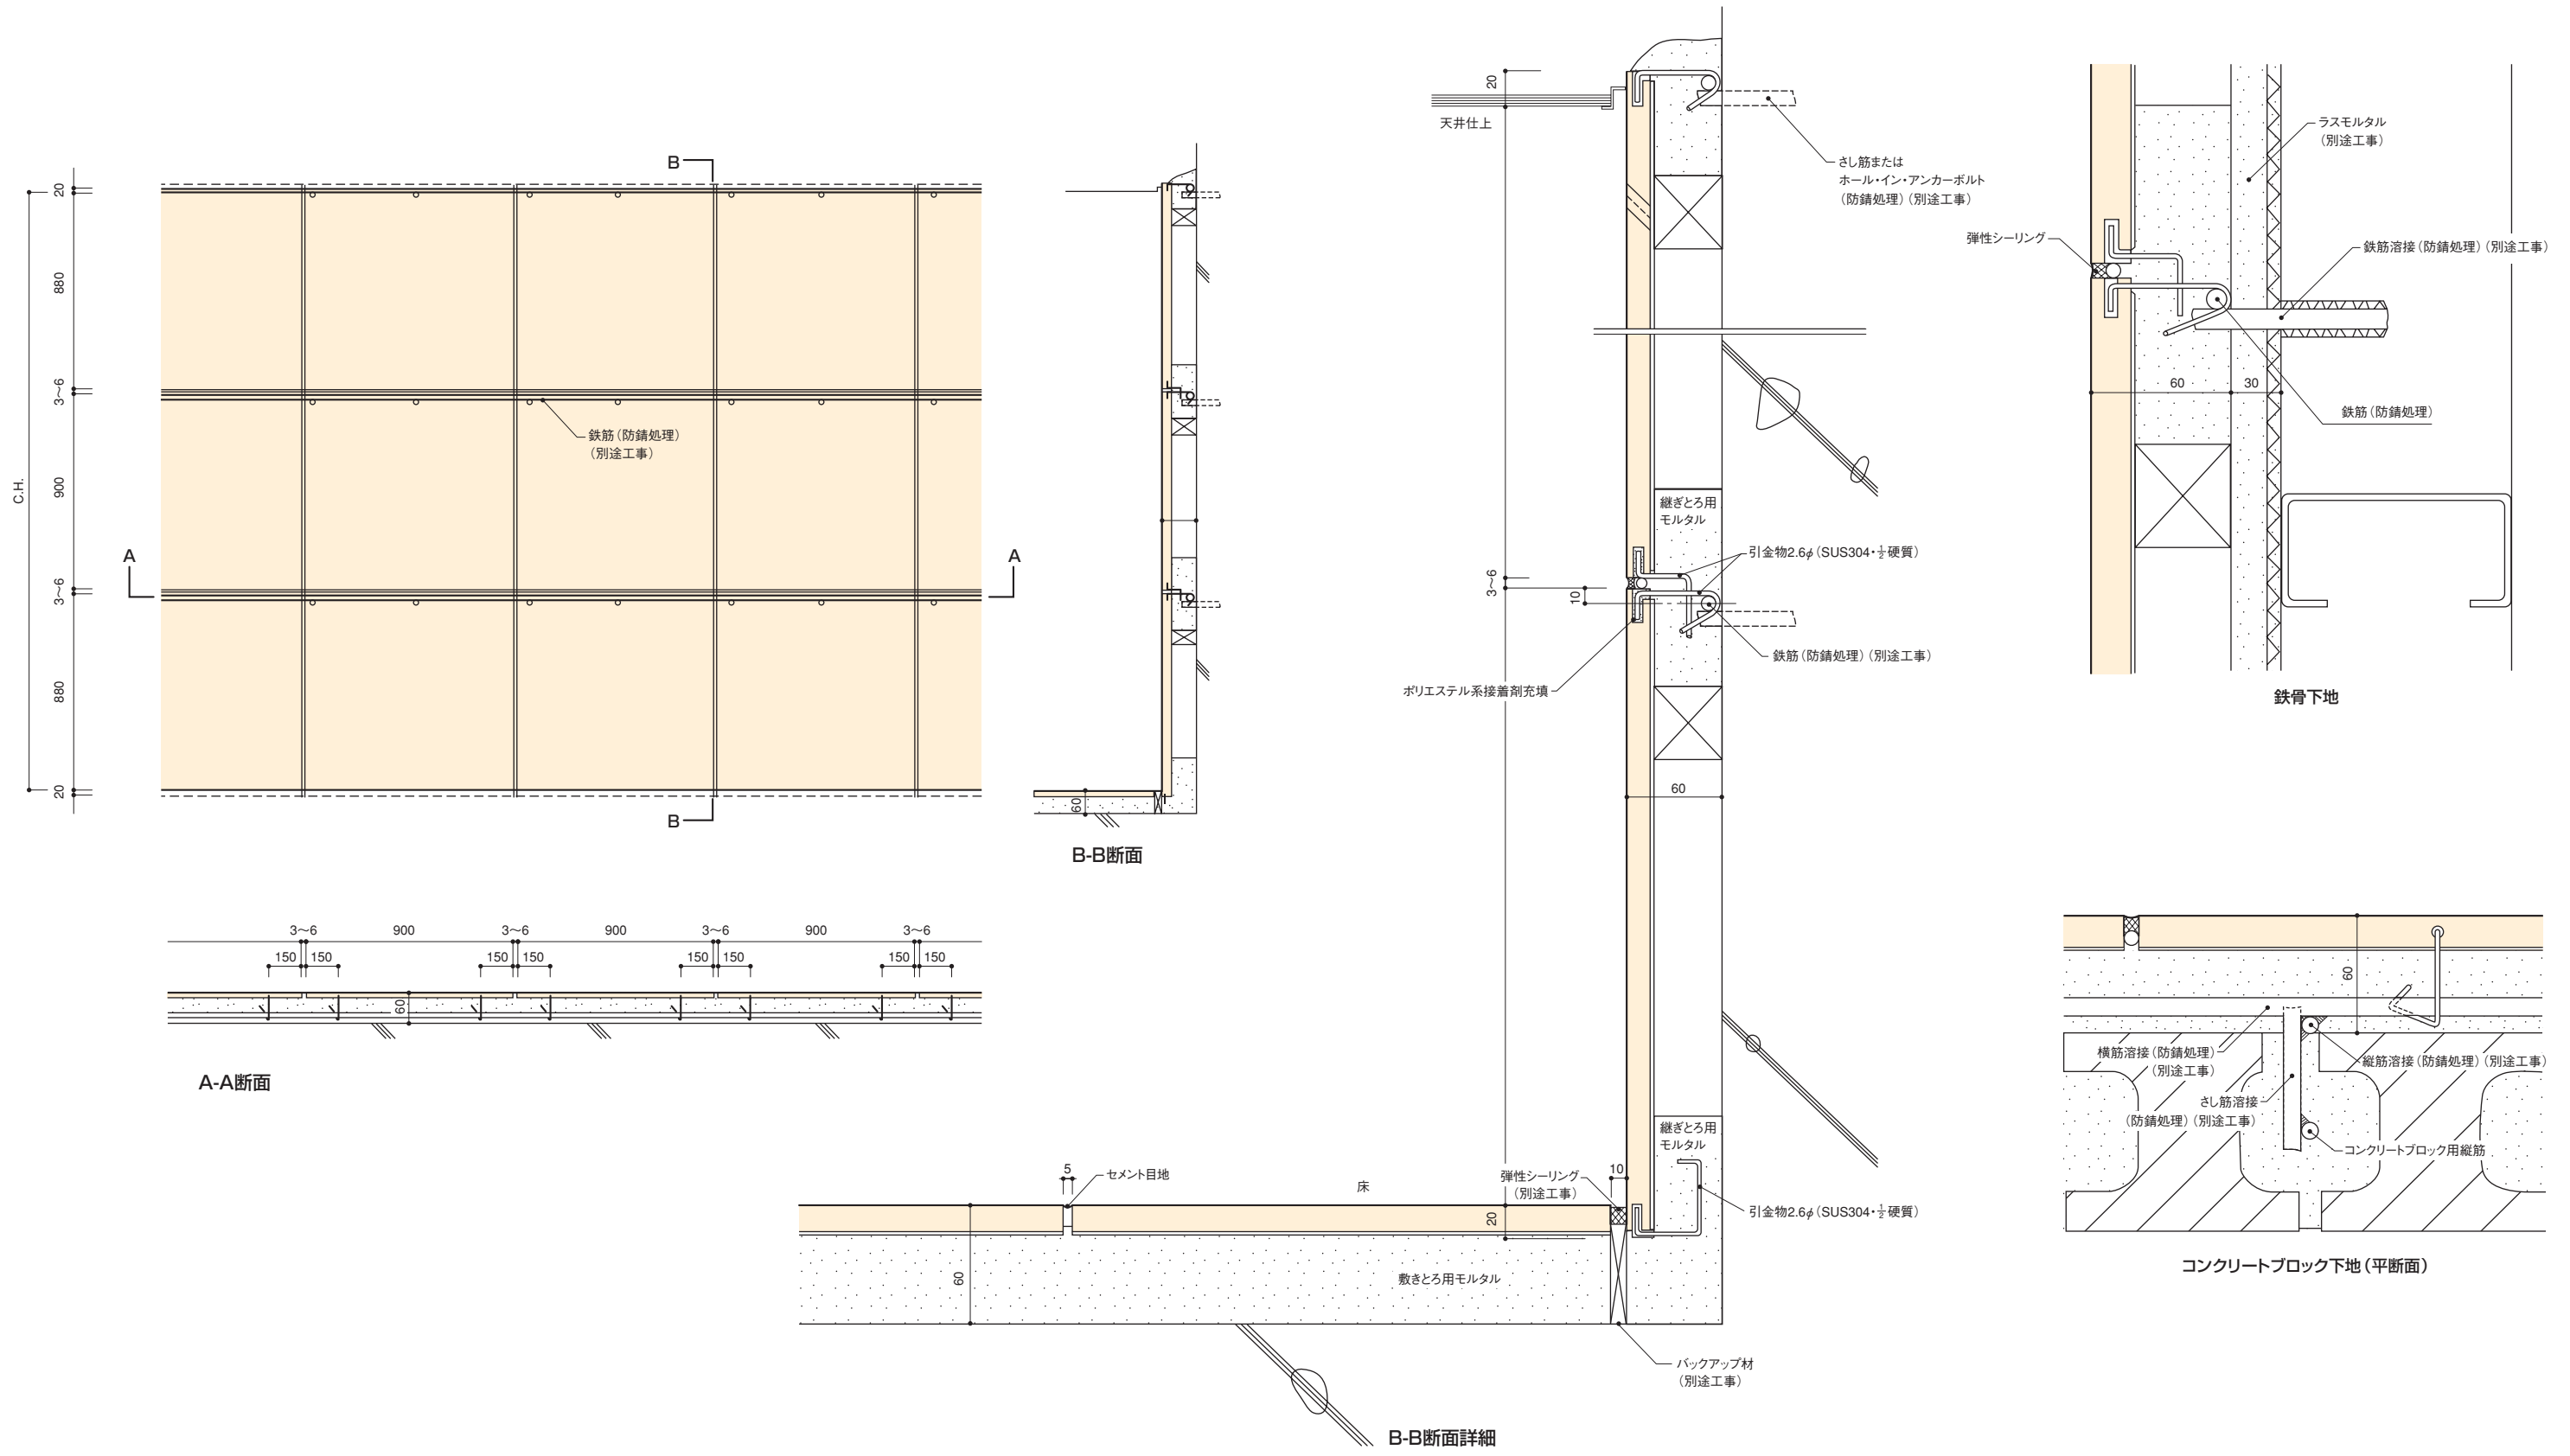 B
20
880
3~6
900
3~6
880
20
C.H.
A
A
鉄筋（防錆処理）
（別途工事）
B
60
B-B断面
3~6
900
3~6
900
3~6
900
3~6
150
150
150
150
150
150
150
150
60
A-A断面
20
天井仕上
さし筋または
ホール・イン・アンカーボルト
（防錆処理）（別途工事）
継ぎとろ用
モルタル
引金物2.6φ（SUS304・½硬質）
3~6
10
鉄筋（防錆処理）（別途工事）
ポリエステル系接着剤充填
60
継ぎとろ用
モルタル
5
セメント目地
床
弾性シーリング
（別途工事）
10
20
引金物2.6φ（SUS304・½硬質）
60
敷きとろ用モルタル
バックアップ材
（別途工事）
B-B断面詳細
ラスモルタル
（別途工事）
弾性シーリング
鉄筋溶接（防錆処理）（別途工事）
60
30
鉄筋（防錆処理）
鉄骨下地
60
横筋溶接（防錆処理）
（別途工事）
縦筋溶接（防錆処理）（別途工事）
さし筋溶接
（防錆処理）（別途工事）
コンクリートブロック用縦筋
コンクリートブロック下地（平断面）